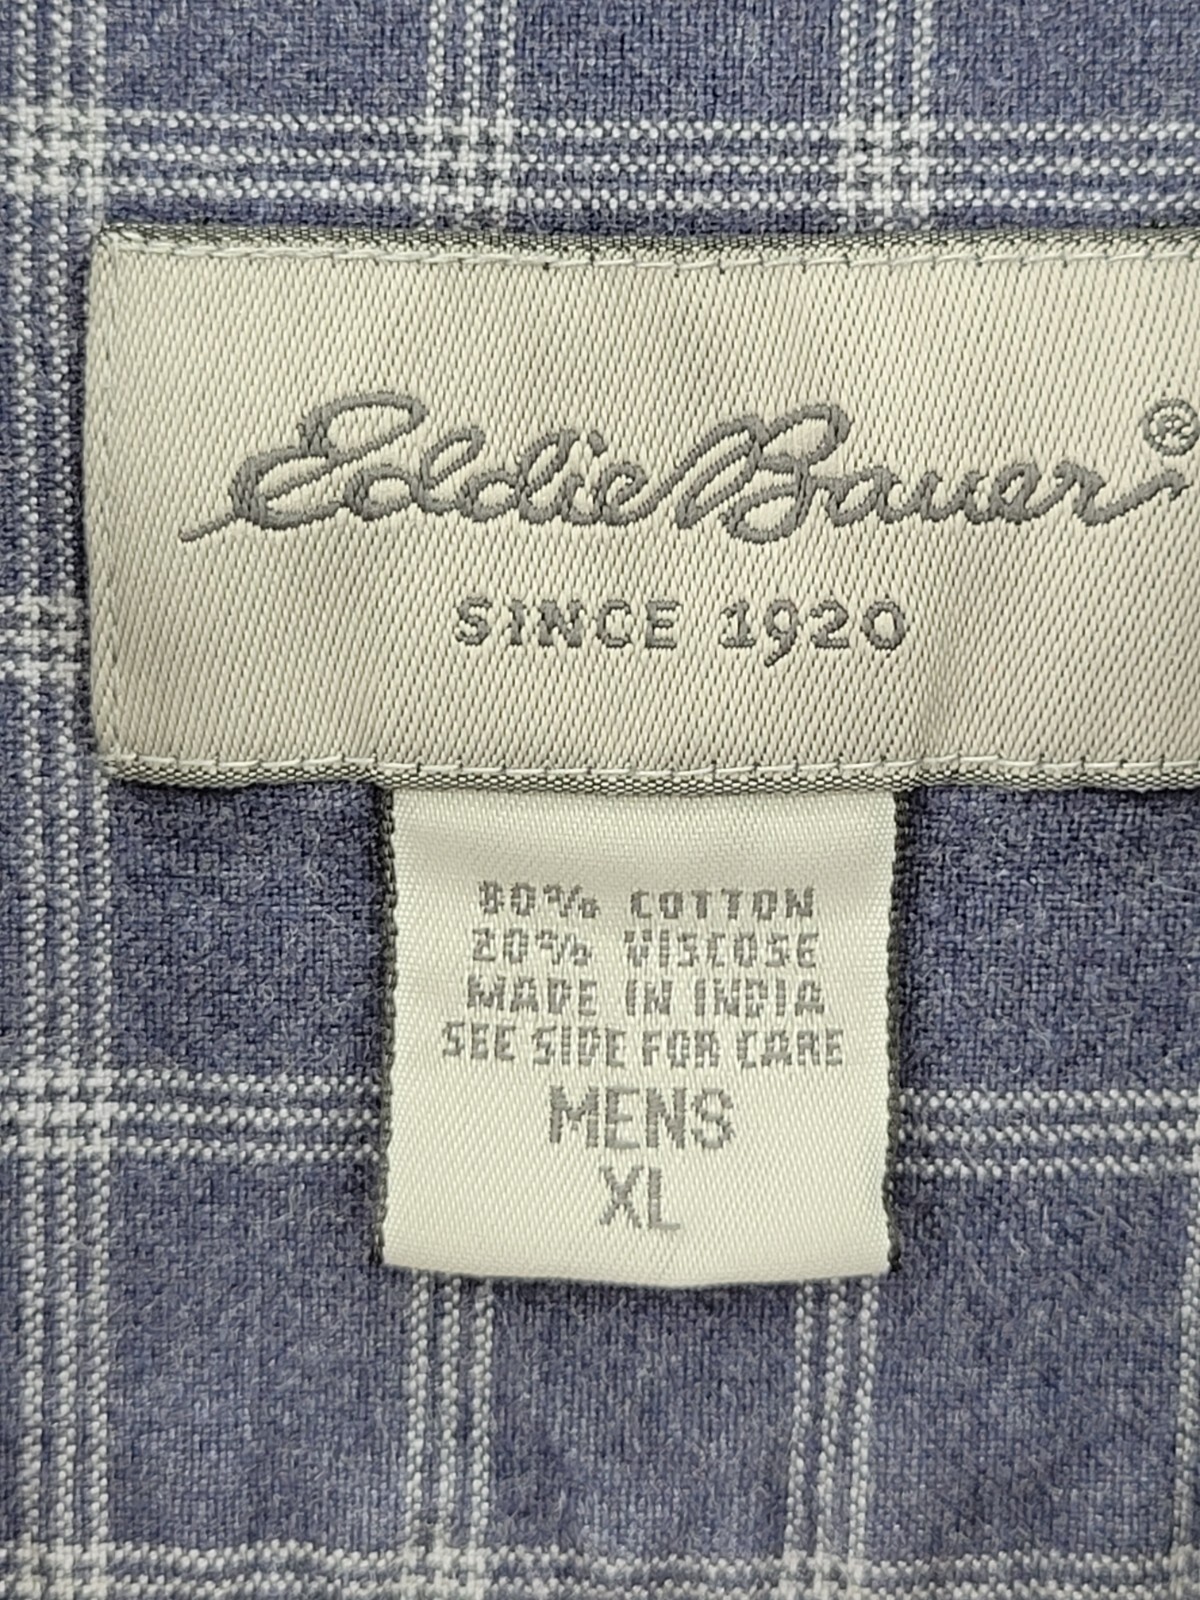 Eddie Bauer®
SINCE 1920
80% COTTON
20% VISCOSE
MADE IN INDIA
SEE SIDE FOR CARE
MENS
XL